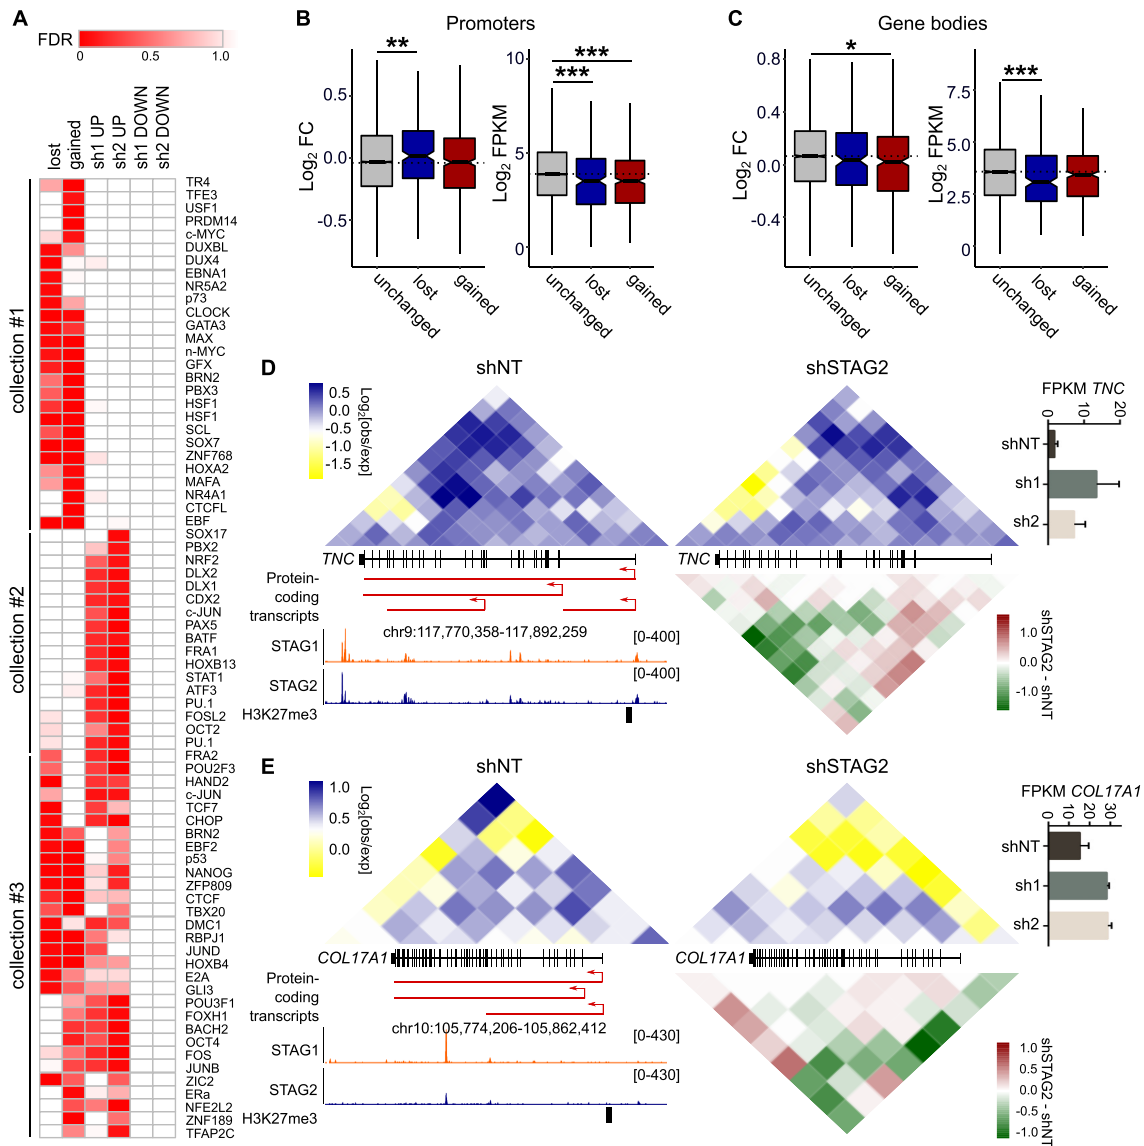 A
FDR
0
0.5
1.0
lost
gained
sh1 UP
sh2 UP
sh1 DOWN
sh2 DOWN
collection #1
TR4
TFE3
USF1
PRDM14
c-MYC
DUXBL
DUX4
EBNA1
NR5A2
p73
CLOCK
GATA3
MAX
n-MYC
GFX
BRN2
PBX3
HSF1
HSF1
SCL
SOX7
ZNF768
HOXA2
MAFA
NR4A1
CTCFL
EBF
collection #2
SOX17
PBX2
NRF2
DLX2
DLX1
CDX2
c-JUN
PAX5
BATF
FRA1
HOXB13
STAT1
ATF3
PU.1
FOSL2
OCT2
PU.1
collection #3
FRA2
POU2F3
HAND2
c-JUN
TCF7
CHOP
BRN2
EBF2
p53
NANOG
ZFP809
CTCF
TBX20
DMC1
RBPJ1
JUND
HOXB4
E2A
GLI3
POU3F1
FOXH1
BACH2
OCT4
FOS
JUNB
ZIC2
ERa
NFE2L2
ZNF189
TFAP2C
B
Promoters
Log2 FC
0.5
0.0
-0.5
**
unchanged
lost
gained
Log2 FPKM
10
5
0
***
***
unchanged
lost
gained
C
Gene bodies
Log2 FC
0.8
0.4
0.0
-0.4
*
unchanged
lost
gained
Log2 FPKM
7.5
5.0
2.5
0
***
unchanged
lost
gained
D
shNT
shSTAG2
0.5
0.0
-0.5
-1.0
-1.5
Log2[obs/exp]
FPKM TNC
0
10
20
shNT
sh1
sh2
TNC
TNC
Protein-
coding
transcripts
chr9:117,770,358-117,892,259
STAG1
[0-400]
STAG2
[0-400]
H3K27me3
1.0
0.0
-1.0
shSTAG2 - shNT
E
shNT
shSTAG2
1.0
0.5
0.0
Log2[obs/exp]
FPKM COL17A1
0
10
20
30
shNT
sh1
sh2
COL17A1
COL17A1
Protein-
coding
transcripts
chr10:105,774,206-105,862,412
STAG1
[0-430]
STAG2
[0-430]
H3K27me3
1.0
0.5
0.0
-0.5
-1.0
shSTAG2 - shNT